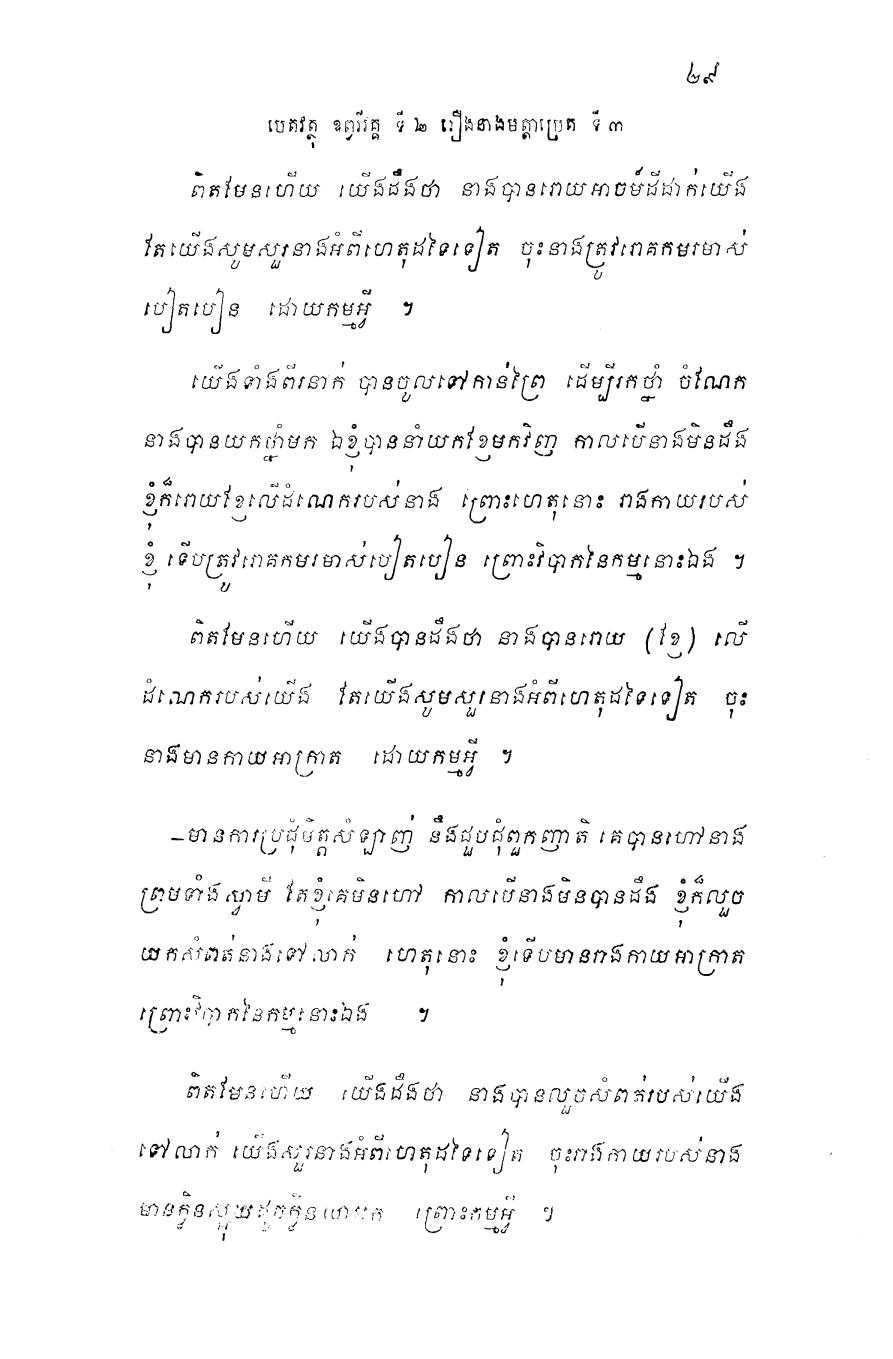 ២៩
បេតវត្ថុ ឧព្វរីវគ្គ ទី ២ រឿងនាងមត្តាប្រេត ទី ៣
ពិតមែនហើយ យើងដឹងថា នាងបានរោយអាចម៍ដីដាក់យើង
តែយើងសូមសួរនាងអំពីហេតុដទៃទៀត ចុះនាងត្រូវរោគកមរមាស់
បៀតបៀន ដោយកម្មអ្វី ។
យើងទាំងពីរនាក់ បានចូលទៅកាន់ព្រៃ ដើម្បីរកថ្នាំ ចំណែក
នាងបានយកថ្នាំមក ឯខ្ញុំបាននាំយកខែ្មមកវិញ កាលបើនាងមិនដឹង
ខ្ញុំក៏រោយខ្មែលើដំណេករបស់នាង ព្រោះហេតុនោះ រាងកាយរបស់
ខ្ញុំ ទើបត្រូវរោគកមរមាស់បៀតបៀន ព្រោះវិបាកនៃកម្មនោះឯង ។
ពិតមែនហើយ យើងបានដឹងថា នាងបានរោយ (ខ្មែ) លើ
ដំណេករបស់យើង តែយើងសូមសួរនាងអំពីហេតុដទៃទៀត ចុះ
នាងមានកាយអាក្រាត ដោយកម្មអ្វី ។
–មានការប្រជុំមិត្តសំឡាញ់ នឹងជួបជុំពួកញាតិ គេបានហៅនាង
ព្រមទាំងស្វាមី តែខ្ញុំគេមិនហៅ កាលបើនាងមិនបានដឹង ខ្ញុំក៏លួច
យកសំពត់នាងទៅលាក់ ហេតុនោះ ខ្ញុំទើបមានរាងកាយអាក្រាត
ព្រោះវិបាកនៃកម្មនោះឯង ។
ពិតមែនហើយ យើងដឹងថា នាងបានលួចសំពត់របស់យើង
ទៅលាក់ យើងសួរនាងអំពីហេតុដទៃទៀត ចុះរាងកាយរបស់នាង
មានក្លិនស្អុយដូចក្លិនលាមក ព្រោះកម្មអ្វី ។